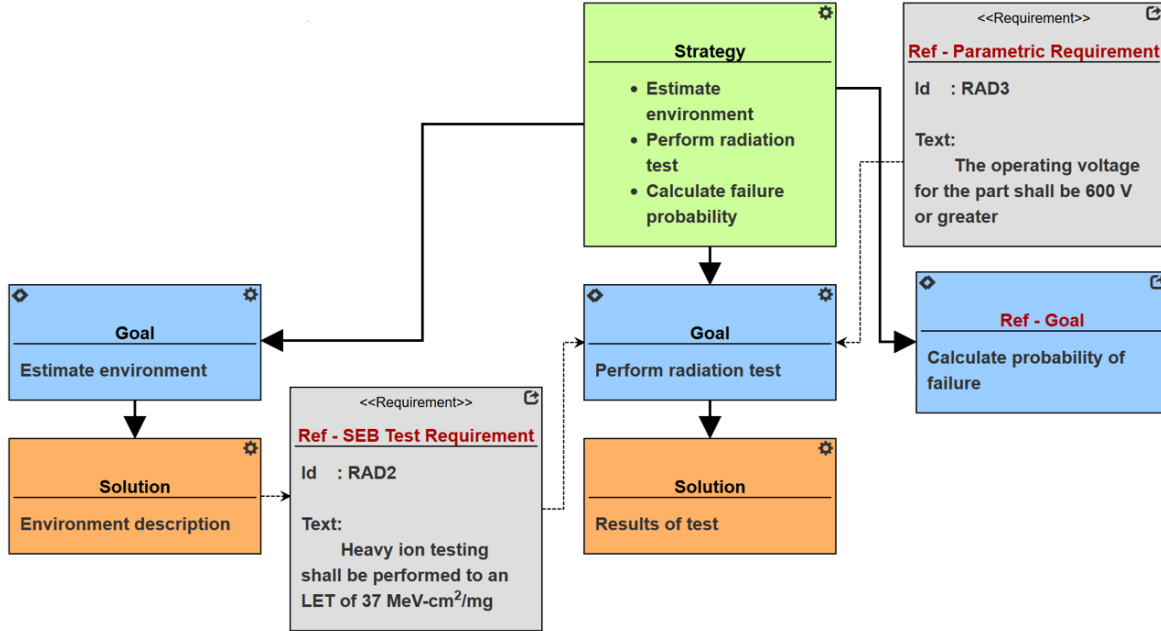 Strategy
• Estimate
environment
• Perform radiation
test
• Calculate failure
probability
<<Requirement>>
Ref - Parametric Requirement
Id : RAD3
Text:
The operating voltage
for the part shall be 600 V
or greater
Goal
Estimate environment
Goal
Perform radiation test
Ref - Goal
Calculate probability of
failure
Solution
Environment description
<<Requirement>>
Ref - SEB Test Requirement
Id : RAD2
Text:
Heavy ion testing
shall be performed to an
LET of 37 MeV-cm²/mg
Solution
Results of test